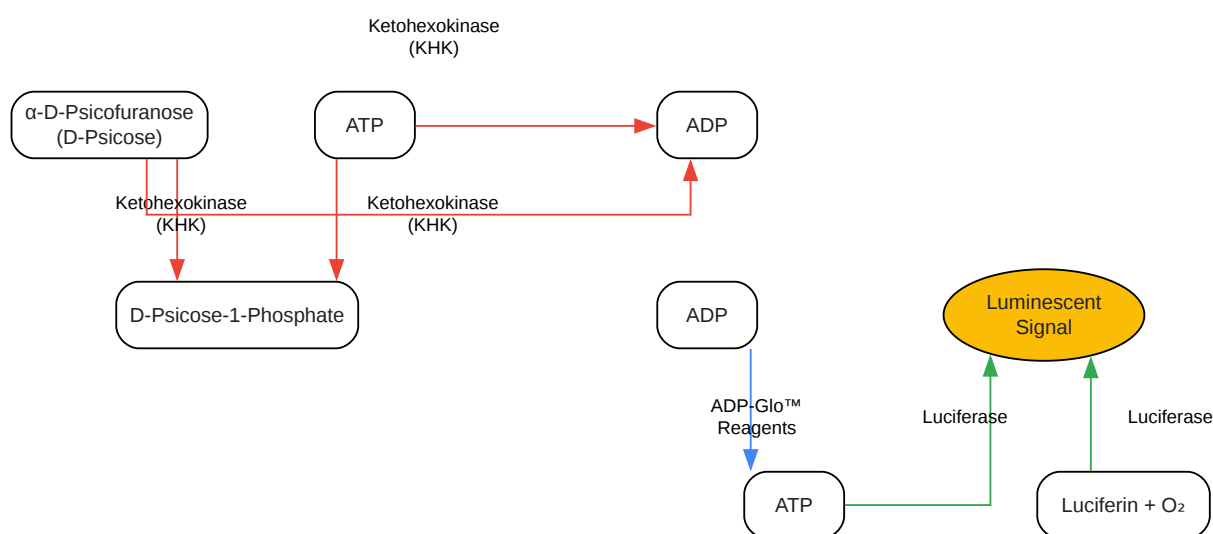 Ketohexokinase
(KHK)
α-D-Psicofuranose
(D-Psicose)
ATP
ADP
Ketohexokinase
(KHK)
Ketohexokinase
(KHK)
D-Psicose-1-Phosphate
ADP
Luminescent
Signal
ADP-Glo™
Reagents
Luciferase
Luciferase
ATP
Luciferin + O₂